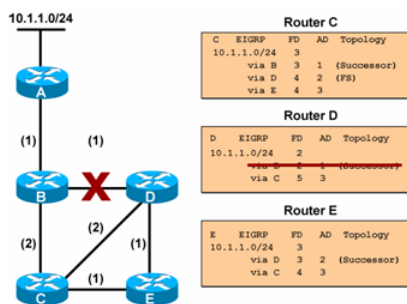 10.1.1.0/24
A
(1)
(1)
B
D
(2)
(2)
(1)
C
(1)
E
Router C
C EIGRP FD AD Topology
10.1.1.0/24 3
via B 3 1 (Successor)
via D 4 2 (FS)
via E 4 3
Router D
D EIGRP FD AD Topology
10.1.1.0/24 2
via B 2 1 (Successor)
via C 5 3
Router E
E EIGRP FD AD Topology
10.1.1.0/24 3
via D 3 2 (Successor)
via C 4 3